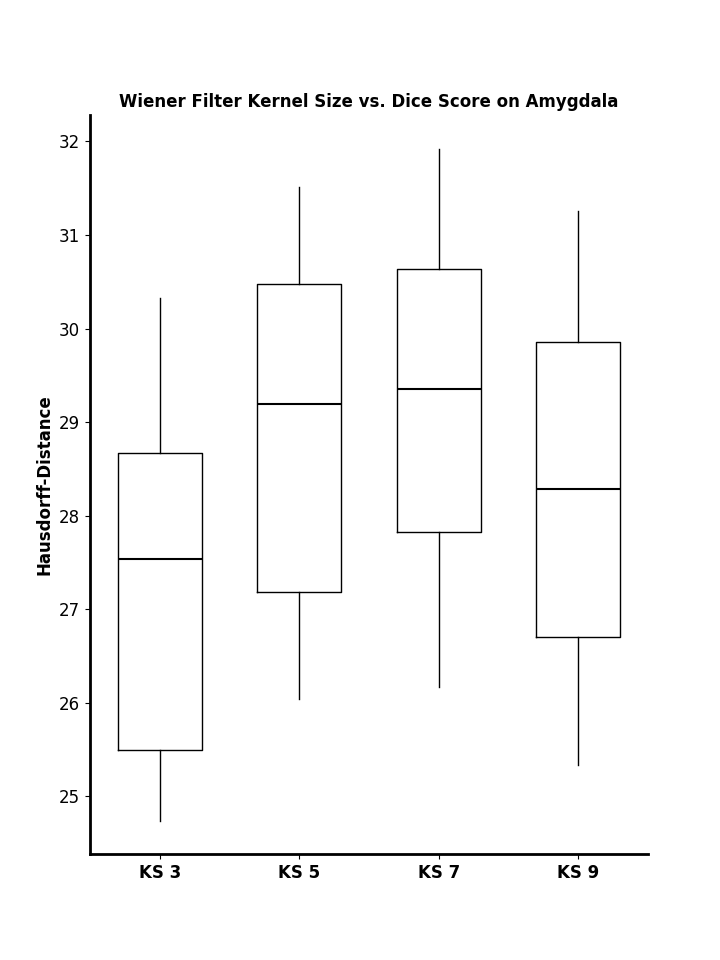 Wiener Filter Kernel Size vs. Dice Score on Amygdala
32
31
30
29
28
27
26
25
Hausdorff-Distance
KS 3 KS 5 KS 7 KS 9